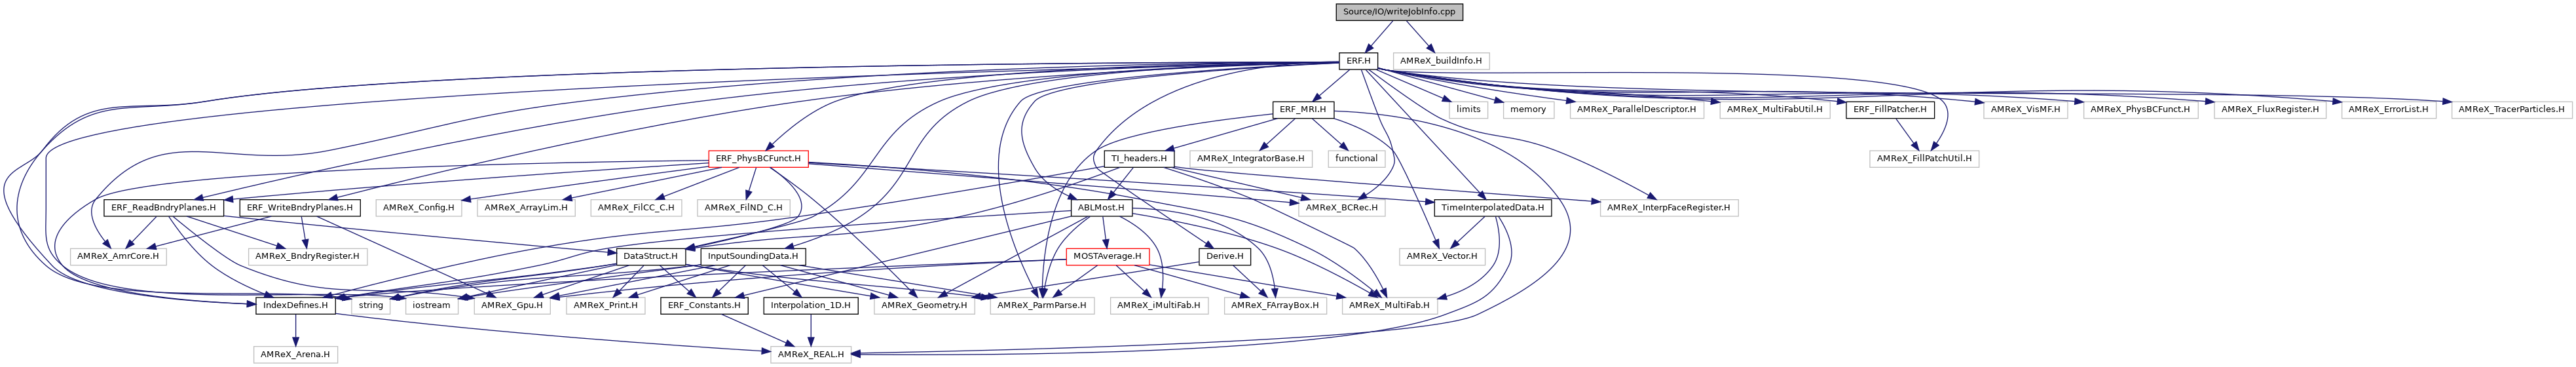 Source/IO/writeJobInfo.cpp
ERF.H
AMReX_buildInfo.H
ERF_MRI.H
limits
memory
AMReX_ParallelDescriptor.H
AMReX_MultiFabUtil.H
ERF_FillPatcher.H
AMReX_VisMF.H
AMReX_PhysBCFunct.H
AMReX_FluxRegister.H
AMReX_ErrorList.H
AMReX_TracerParticles.H
ERF_PhysBCFunct.H
TI_headers.H
AMReX_IntegratorBase.H
functional
AMReX_FillPatchUtil.H
ERF_ReadBndryPlanes.H
ERF_WriteBndryPlanes.H
AMReX_Config.H
AMReX_ArrayLim.H
AMReX_FilCC_C.H
AMReX_FilND_C.H
ABLMost.H
AMReX_BCRec.H
TimeInterpolatedData.H
AMReX_InterpFaceRegister.H
AMReX_AmrCore.H
AMReX_BndryRegister.H
DataStruct.H
InputSoundingData.H
MOSTAverage.H
Derive.H
AMReX_Vector.H
IndexDefines.H
string
iostream
AMReX_Gpu.H
AMReX_Print.H
ERF_Constants.H
Interpolation_1D.H
AMReX_Geometry.H
AMReX_ParmParse.H
AMReX_iMultiFab.H
AMReX_FArrayBox.H
AMReX_MultiFab.H
AMReX_Arena.H
AMReX_REAL.H